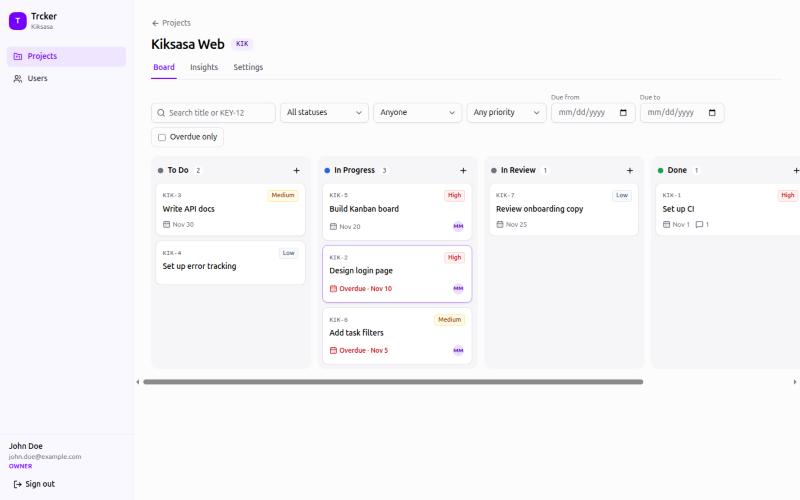 T
Trcker
Kiksasa
Projects
Users
John Doe
john.doe@example.com
OWNER
Sign out
Projects
Kiksasa Web KIK
Board Insights Settings
Due from Due to
Search title or KEY-12 All statuses Anyone Any priority mm/dd/yyyy mm/dd/yyyy
Overdue only
To Do 2
KIK-3 Medium
Write API docs
Nov 30
KIK-4 Low
Set up error tracking
In Progress 3
KIK-5 High
Build Kanban board
Nov 20 MM
KIK-2 High
Design login page
Overdue · Nov 10 MM
KIK-6 Medium
Add task filters
Overdue · Nov 5 MM
In Review 1
KIK-7 Low
Review onboarding copy
Nov 25
Done 1
KIK-1 High
Set up CI
Nov 1 1